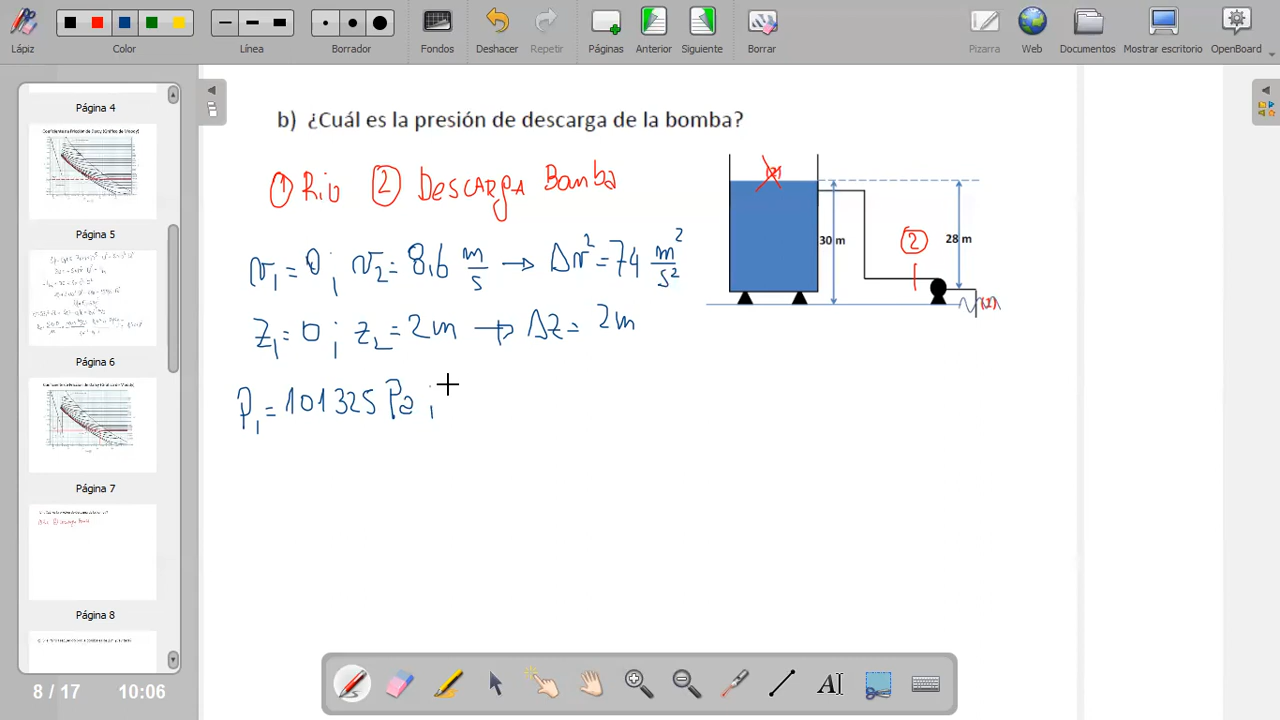 Lápiz
Color
Línea
Borrador
Fondos
Deshacer
Repetir
Páginas
Anterior
Siguiente
Borrar
Pizarra
Web
Documentos
Mostrar escritorio
OpenBoard
Página 4
Página 5
Página 6
Página 7
Página 8
8 / 17
10:06
b) ¿Cuál es la presión de descarga de la bomba?
① Rio ② DESCARGA Bomba
v₁ = 0 ; v₂ = 8,6 m/s → Δv² = 74 m²/s²
z₁ = 0 ; z₂ = 2m → Δz = 2m
P₁ = 101325 Pa ;
30 m
②
28 m
AI